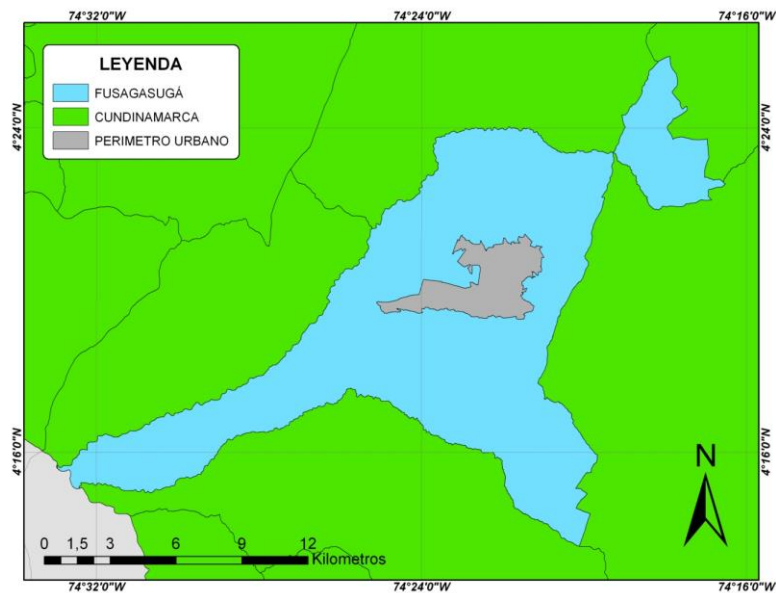 74°32'0"W 74°24'0"W 74°16'0"W
LEYENDA
FUSAGASUGÁ
CUNDINAMARCA
PERIMETRO URBANO
4°24'0"N 4°24'0"N
4°16'0"N 4°16'0"N
N
0 1,5 3 6 9 12
Kilometros
74°32'0"W 74°24'0"W 74°16'0"W